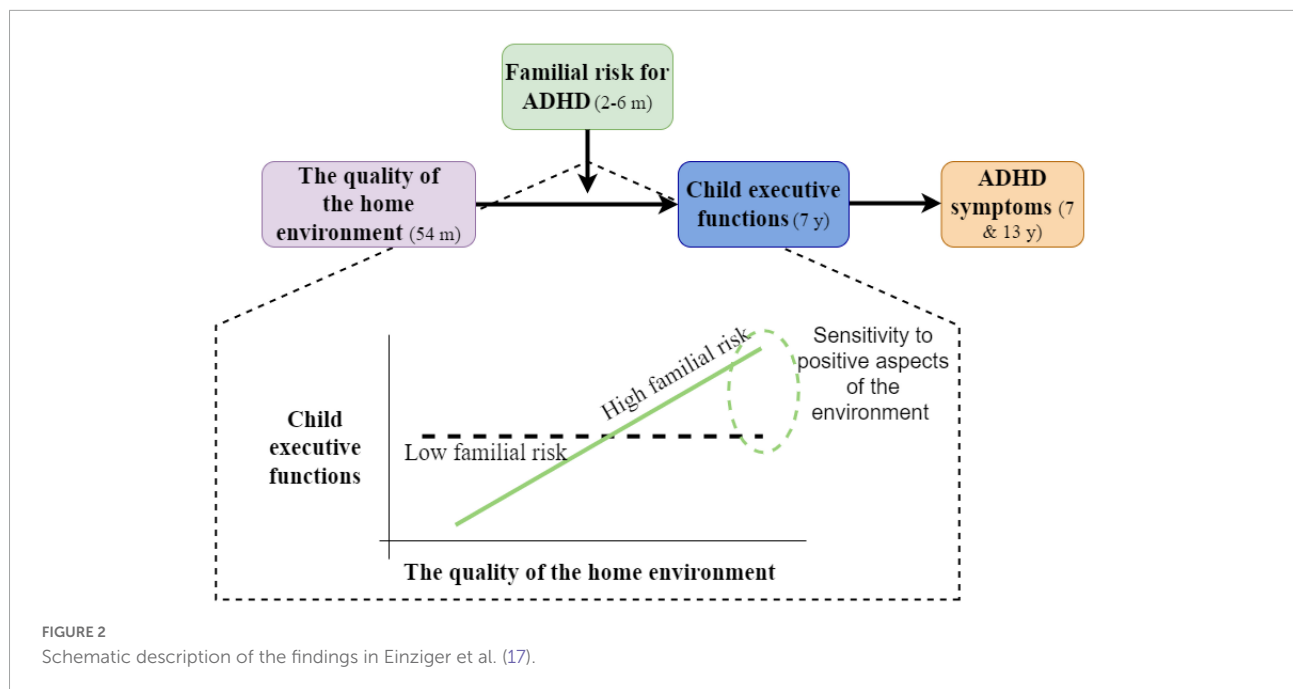 Familial risk for
ADHD (2-6 m)
The quality of
the home
environment (54 m)
Child executive
functions (7 y)
ADHD
symptoms (7
& 13 y)
Child
executive
functions
High familial risk
Low familial risk
Sensitivity to
positive aspects
of the
environment
The quality of the home environment
FIGURE 2
Schematic description of the findings in Einziger et al. (17).